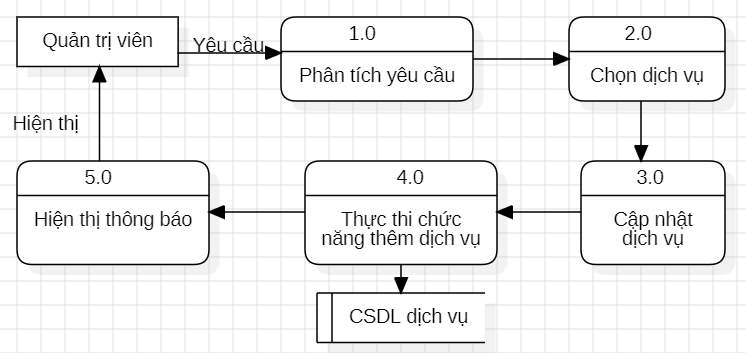 Quản trị viên
Yêu cầu
1.0
Phân tích yêu cầu
2.0
Chọn dịch vụ
Hiện thị
5.0
Hiện thị thông báo
4.0
Thực thi chức
năng thêm dịch vụ
3.0
Cập nhật
dịch vụ
CSDL dịch vụ